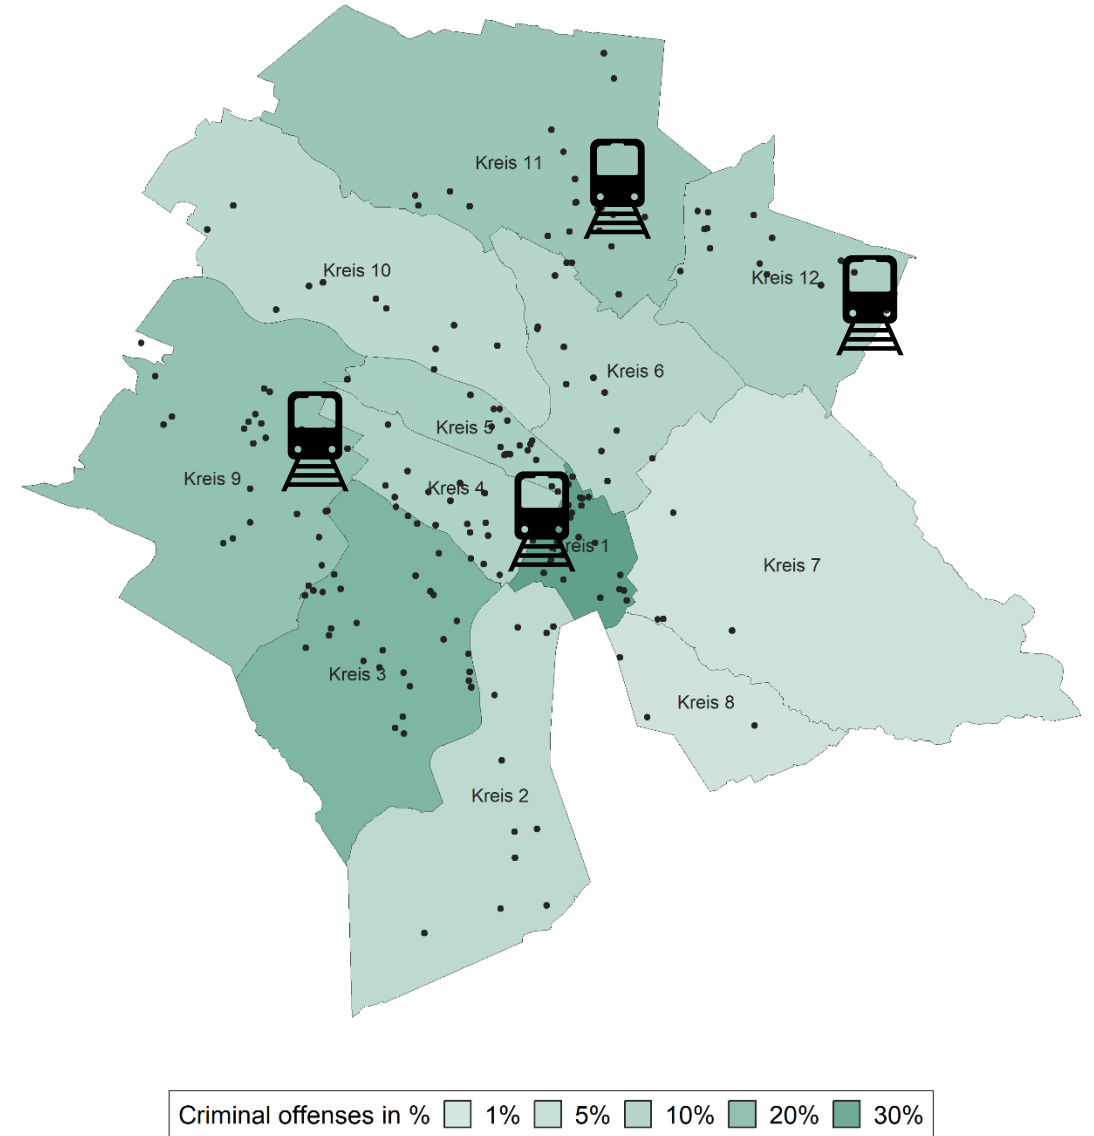 Kreis 11
Kreis 10
Kreis 12
Kreis 6
Kreis 5
Kreis 9
Kreis 4
Kreis 1
Kreis 7
Kreis 3
Kreis 8
Kreis 2
Criminal offenses in % 1% 5% 10% 20% 30%